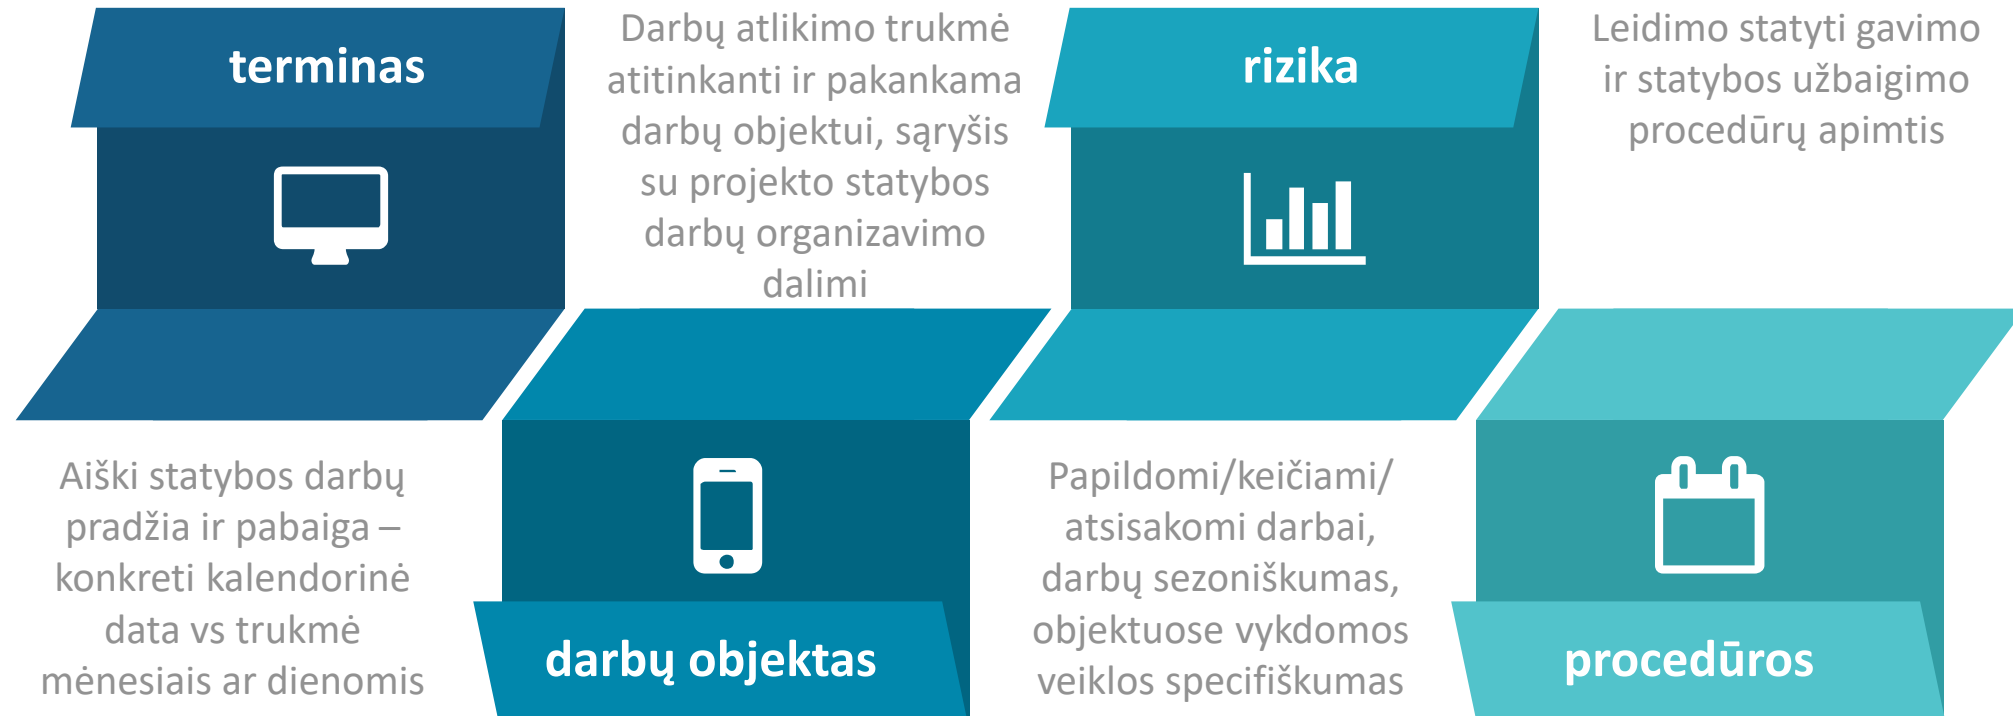 terminas
Aiški statybos darbų
pradžia ir pabaiga –
konkreti kalendorinė
data vs trukmė
mėnesiais ar dienomis
Darbų atlikimo trukmė
atitinkanti ir pakankama
darbų objektui, sąryšis
su projekto statybos
darbų organizavimo
dalimi
darbų objektas
rizika
Papildomi/keičiami/
atsisakomi darbai,
darbų sezoniškumas,
objektuose vykdomos
veiklos specifiškumas
Leidimo statyti gavimo
ir statybos užbaigimo
procedūrų apimtis
procedūros